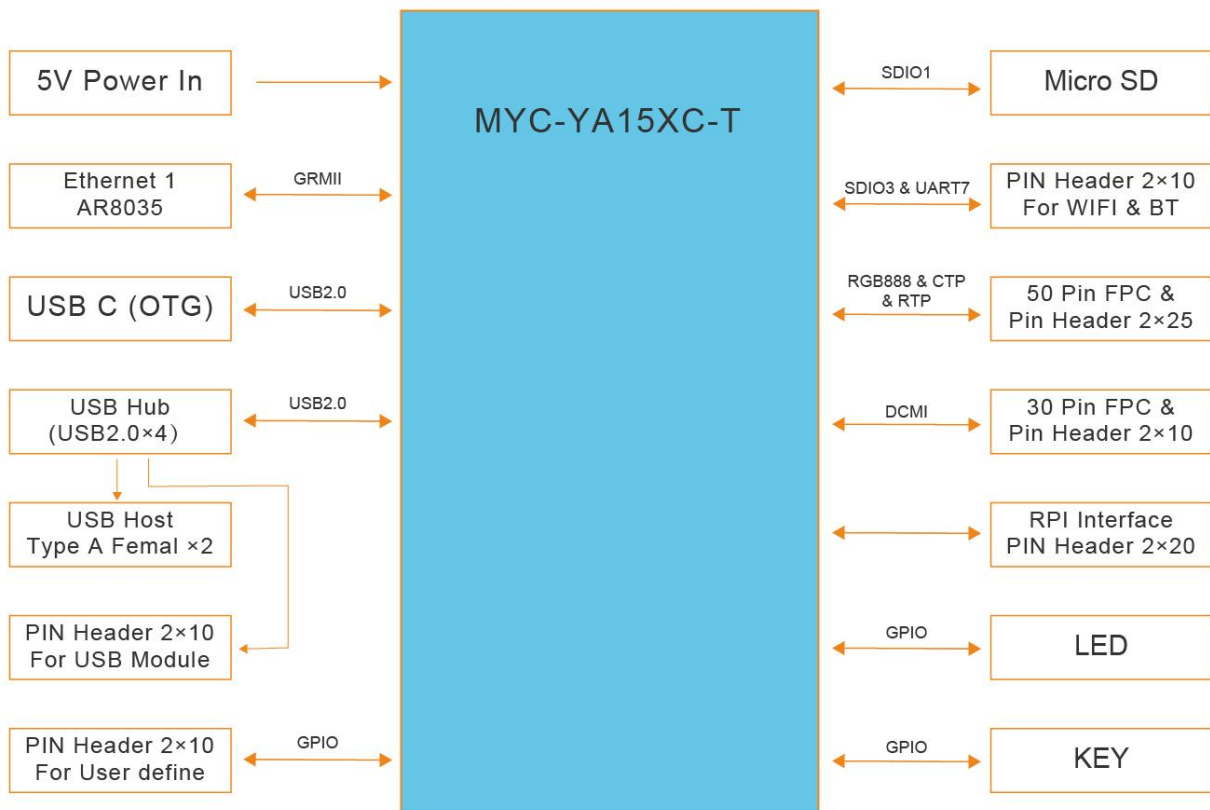 MYC-YA15XC-T
5V Power In
Ethernet 1
AR8035
GRMII
USB C (OTG)
USB2.0
USB Hub
(USB2.0×4）
USB2.0
USB Host
Type A Femal ×2
PIN Header 2×10
For USB Module
PIN Header 2×10
For User define
GPIO
SDIO1
Micro SD
SDIO3 & UART7
PIN Header 2×10
For WIFI & BT
RGB888 & CTP
& RTP
50 Pin FPC &
Pin Header 2×25
DCMI
30 Pin FPC &
Pin Header 2×10
RPI Interface
PIN Header 2×20
GPIO
LED
GPIO
KEY